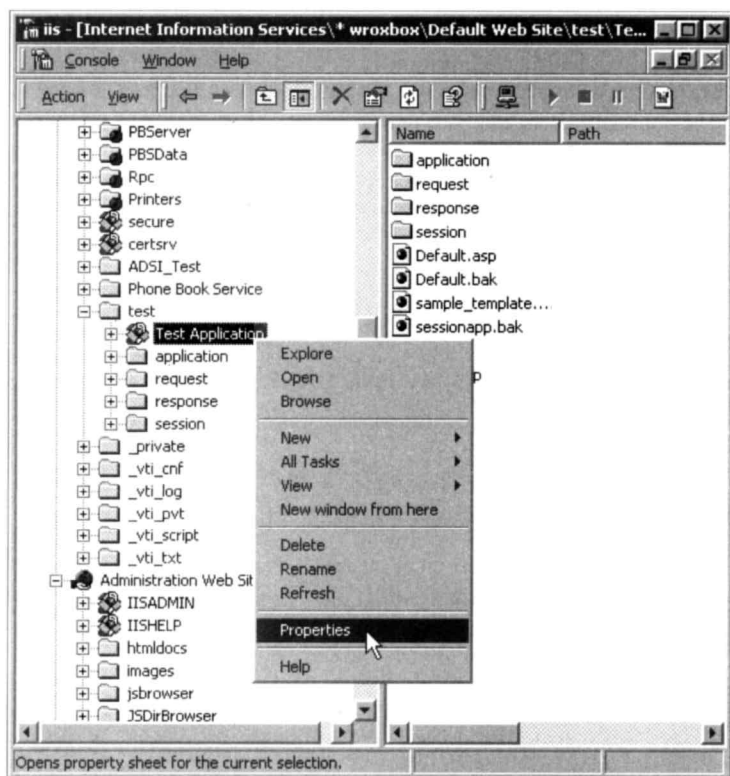 iis - [Internet Information Services\* wroxbox\Default Web Site\test\Te...
Console Window Help
Action View
PBServer
PBSData
Rpc
Printers
secure
certsrv
ADSI_Test
Phone Book Service
test
Test Application
application
request
response
session
_private
_vti_cnf
_vti_log
_vti_pvt
_vti_script
_vti_txt
Administration Web Sit
IISADMIN
IISHELP
htmldocs
images
jsbrowser
JSDirBrowser
Name Path
application
request
response
session
Default.asp
Default.bak
sample_template....
sessionapp.bak
p
Explore
Open
Browse
New
All Tasks
View
New window from here
Delete
Rename
Refresh
Properties
Help
Opens property sheet for the current selection.